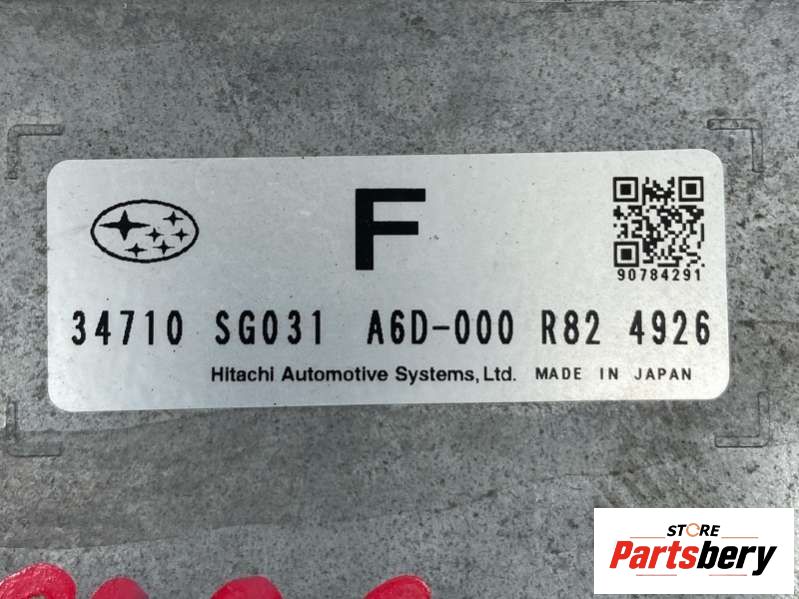 F
90784291
34710 SG031 A6D-000 R82 4926
Hitachi Automotive Systems, Ltd. MADE IN JAPAN
STORE
Partsbery